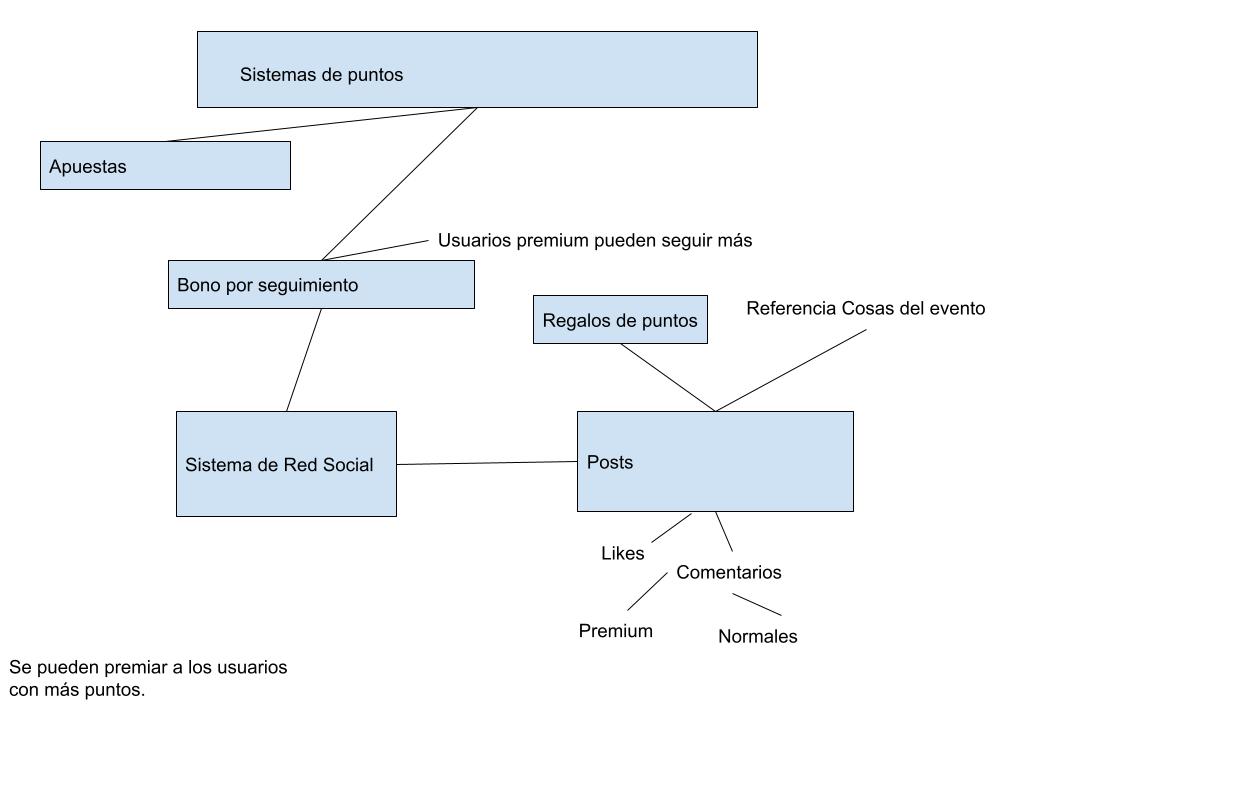 Sistemas de puntos
Apuestas
Usuarios premium pueden seguir más
Bono por seguimiento
Regalos de puntos
Referencia Cosas del evento
Sistema de Red Social
Posts
Likes
Comentarios
Premium
Normales
Se pueden premiar a los usuarios
con más puntos.